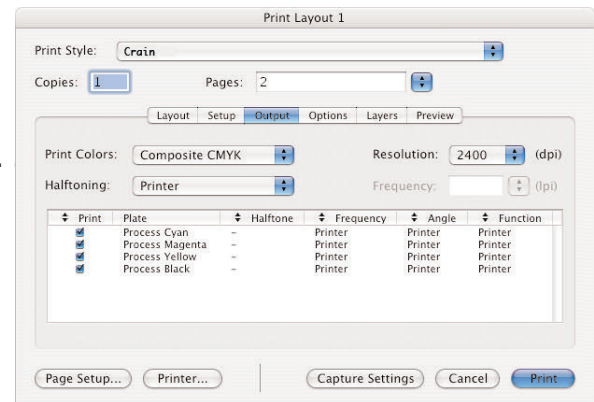 Print Layout 1
Print Style: Crain
Copies: 1 Pages: 2
Layout Setup Output Options Layers Preview
Print Colors: Composite CMYK Resolution: 2400 (dpi)
Halftoning: Printer Frequency: (lpi)
Print Plate Halftone Frequency Angle Function
Process Cyan – Printer Printer Printer
Process Magenta – Printer Printer Printer
Process Yellow – Printer Printer Printer
Process Black – Printer Printer Printer
Page Setup... Printer... Capture Settings Cancel Print